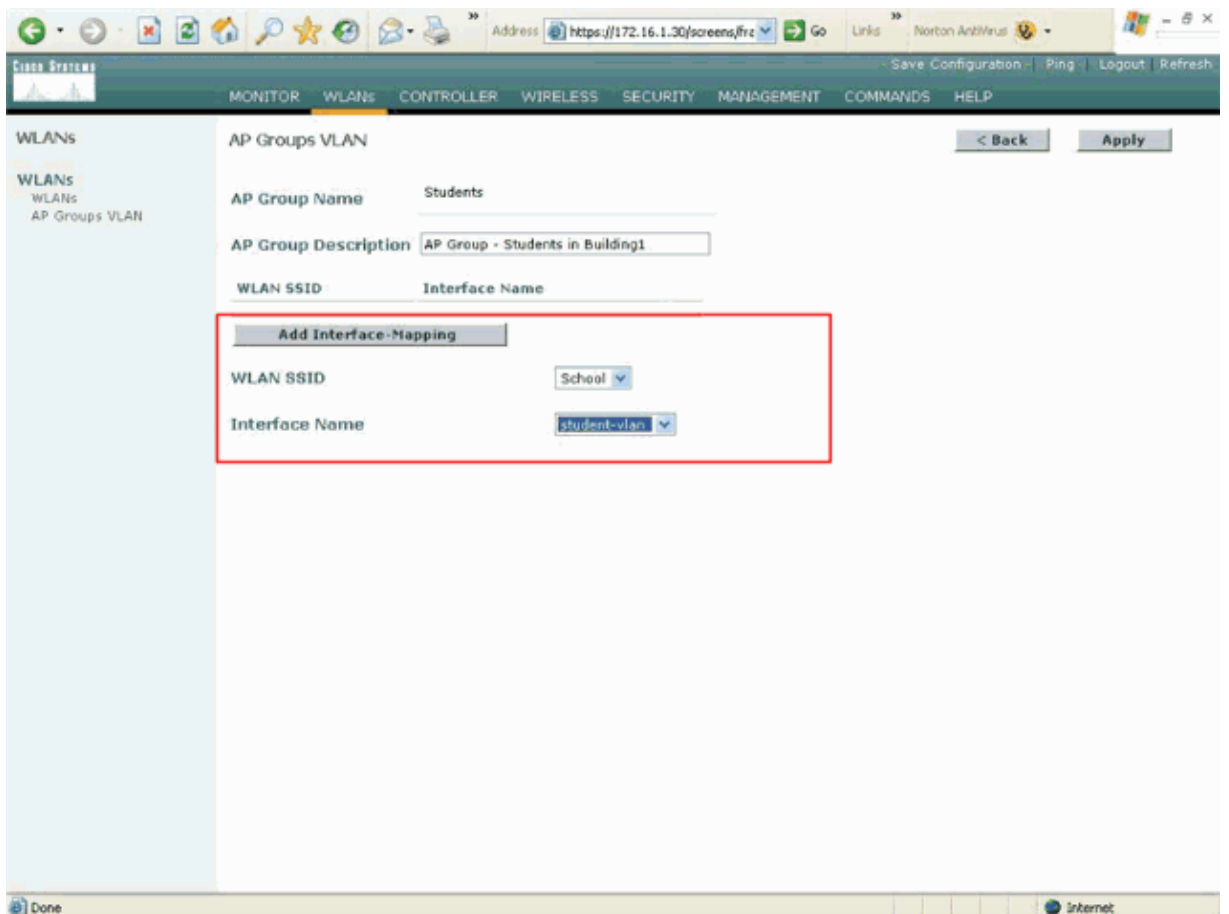 » Address https://172.16.1.30/screens/fra Go Links » Norton AntiVirus
CISCO SYSTEMS
Save Configuration | Ping | Logout | Refresh
MONITOR WLANs CONTROLLER WIRELESS SECURITY MANAGEMENT COMMANDS HELP
WLANs
WLANs
WLANs
AP Groups VLAN
AP Groups VLAN
< Back Apply
AP Group Name Students
AP Group Description AP Group - Students in Building1
WLAN SSID Interface Name
Add Interface-Mapping
WLAN SSID School
Interface Name student-vlan
Done Internet